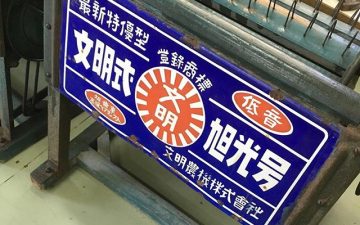 最新特優型
登錄商標
文明式
文明
低音
旭光号
文明農機株式會社